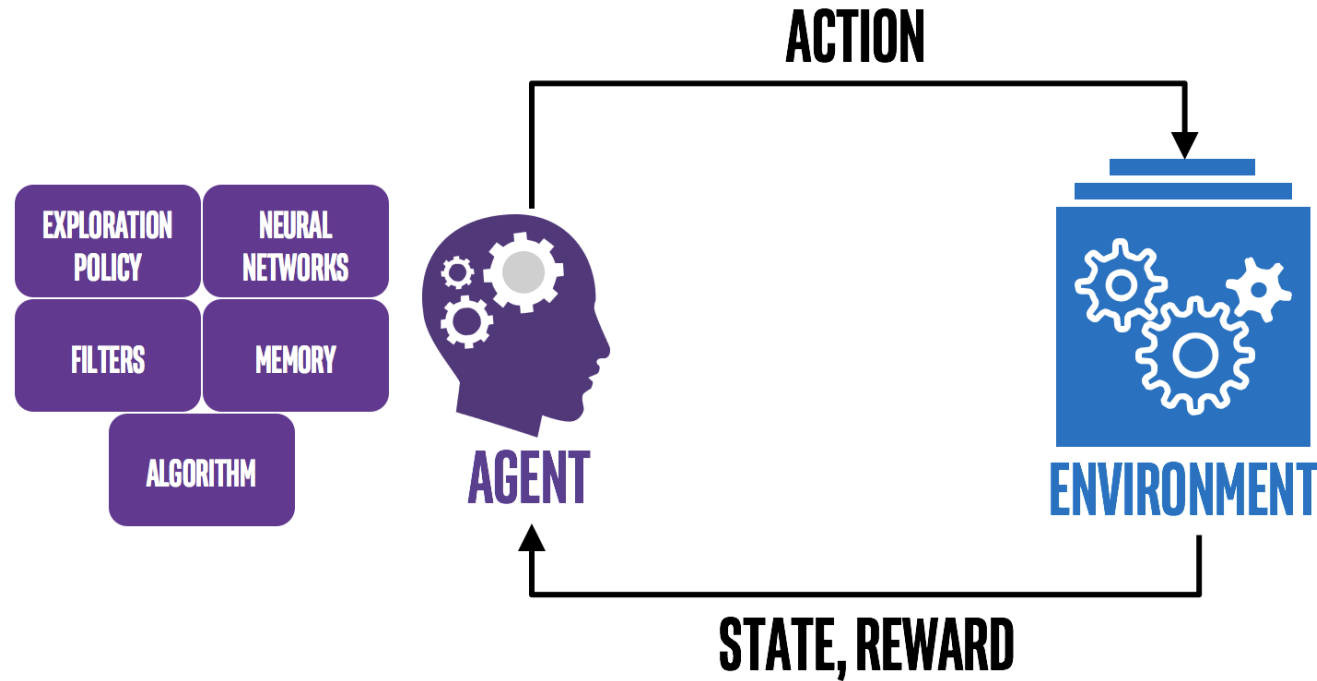 ACTION
EXPLORATION
POLICY
NEURAL
NETWORKS
FILTERS
MEMORY
ALGORITHM
AGENT
ENVIRONMENT
STATE, REWARD